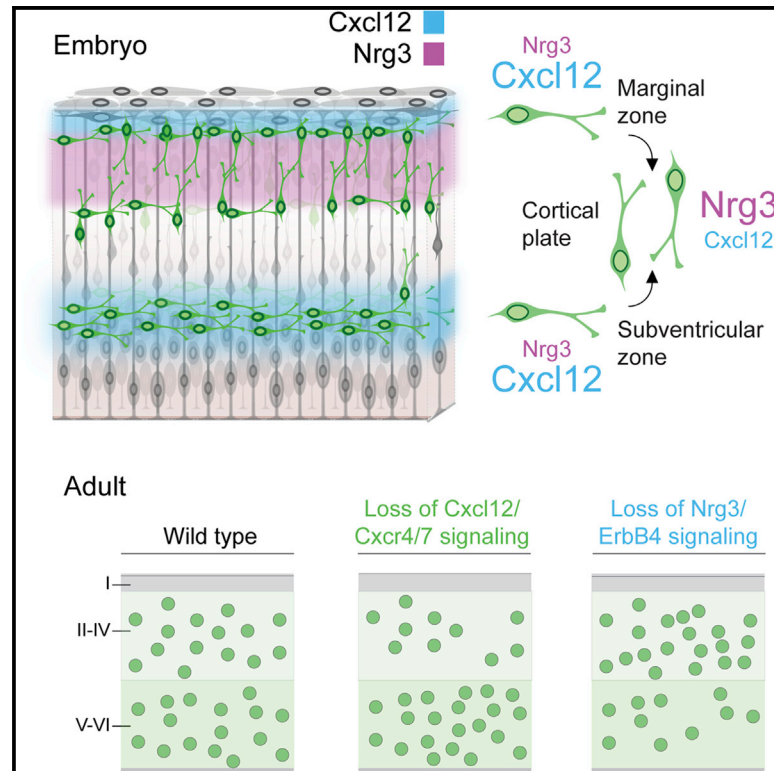 Embryo
Cxcl12
Nrg3
Nrg3
Cxcl12
Marginal
zone
Cortical
plate
Nrg3
Cxcl12
Nrg3
Cxcl12
Subventricular
zone
Adult
Wild type
Loss of Cxcl12/
Cxcr4/7 signaling
Loss of Nrg3/
ErbB4 signaling
I
II-IV
V-VI